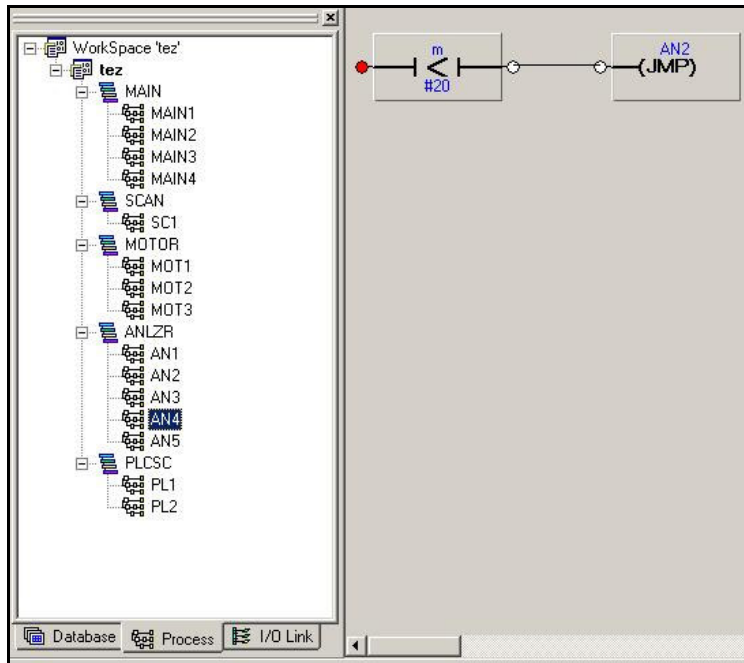 WorkSpace 'tez'
tez
MAIN
MAIN1
MAIN2
MAIN3
MAIN4
SCAN
SC1
MOTOR
MOT1
MOT2
MOT3
ANLZR
AN1
AN2
AN3
AN4
AN5
PLCSC
PL1
PL2
Database Process I/O Link
m
<
#20
AN2
(JMP)